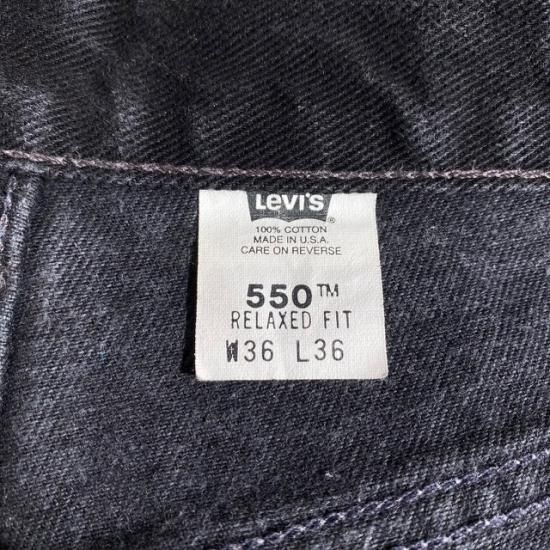 Levi's ®
100% COTTON
MADE IN U.S.A.
CARE ON REVERSE
550™
RELAXED FIT
W36 L36